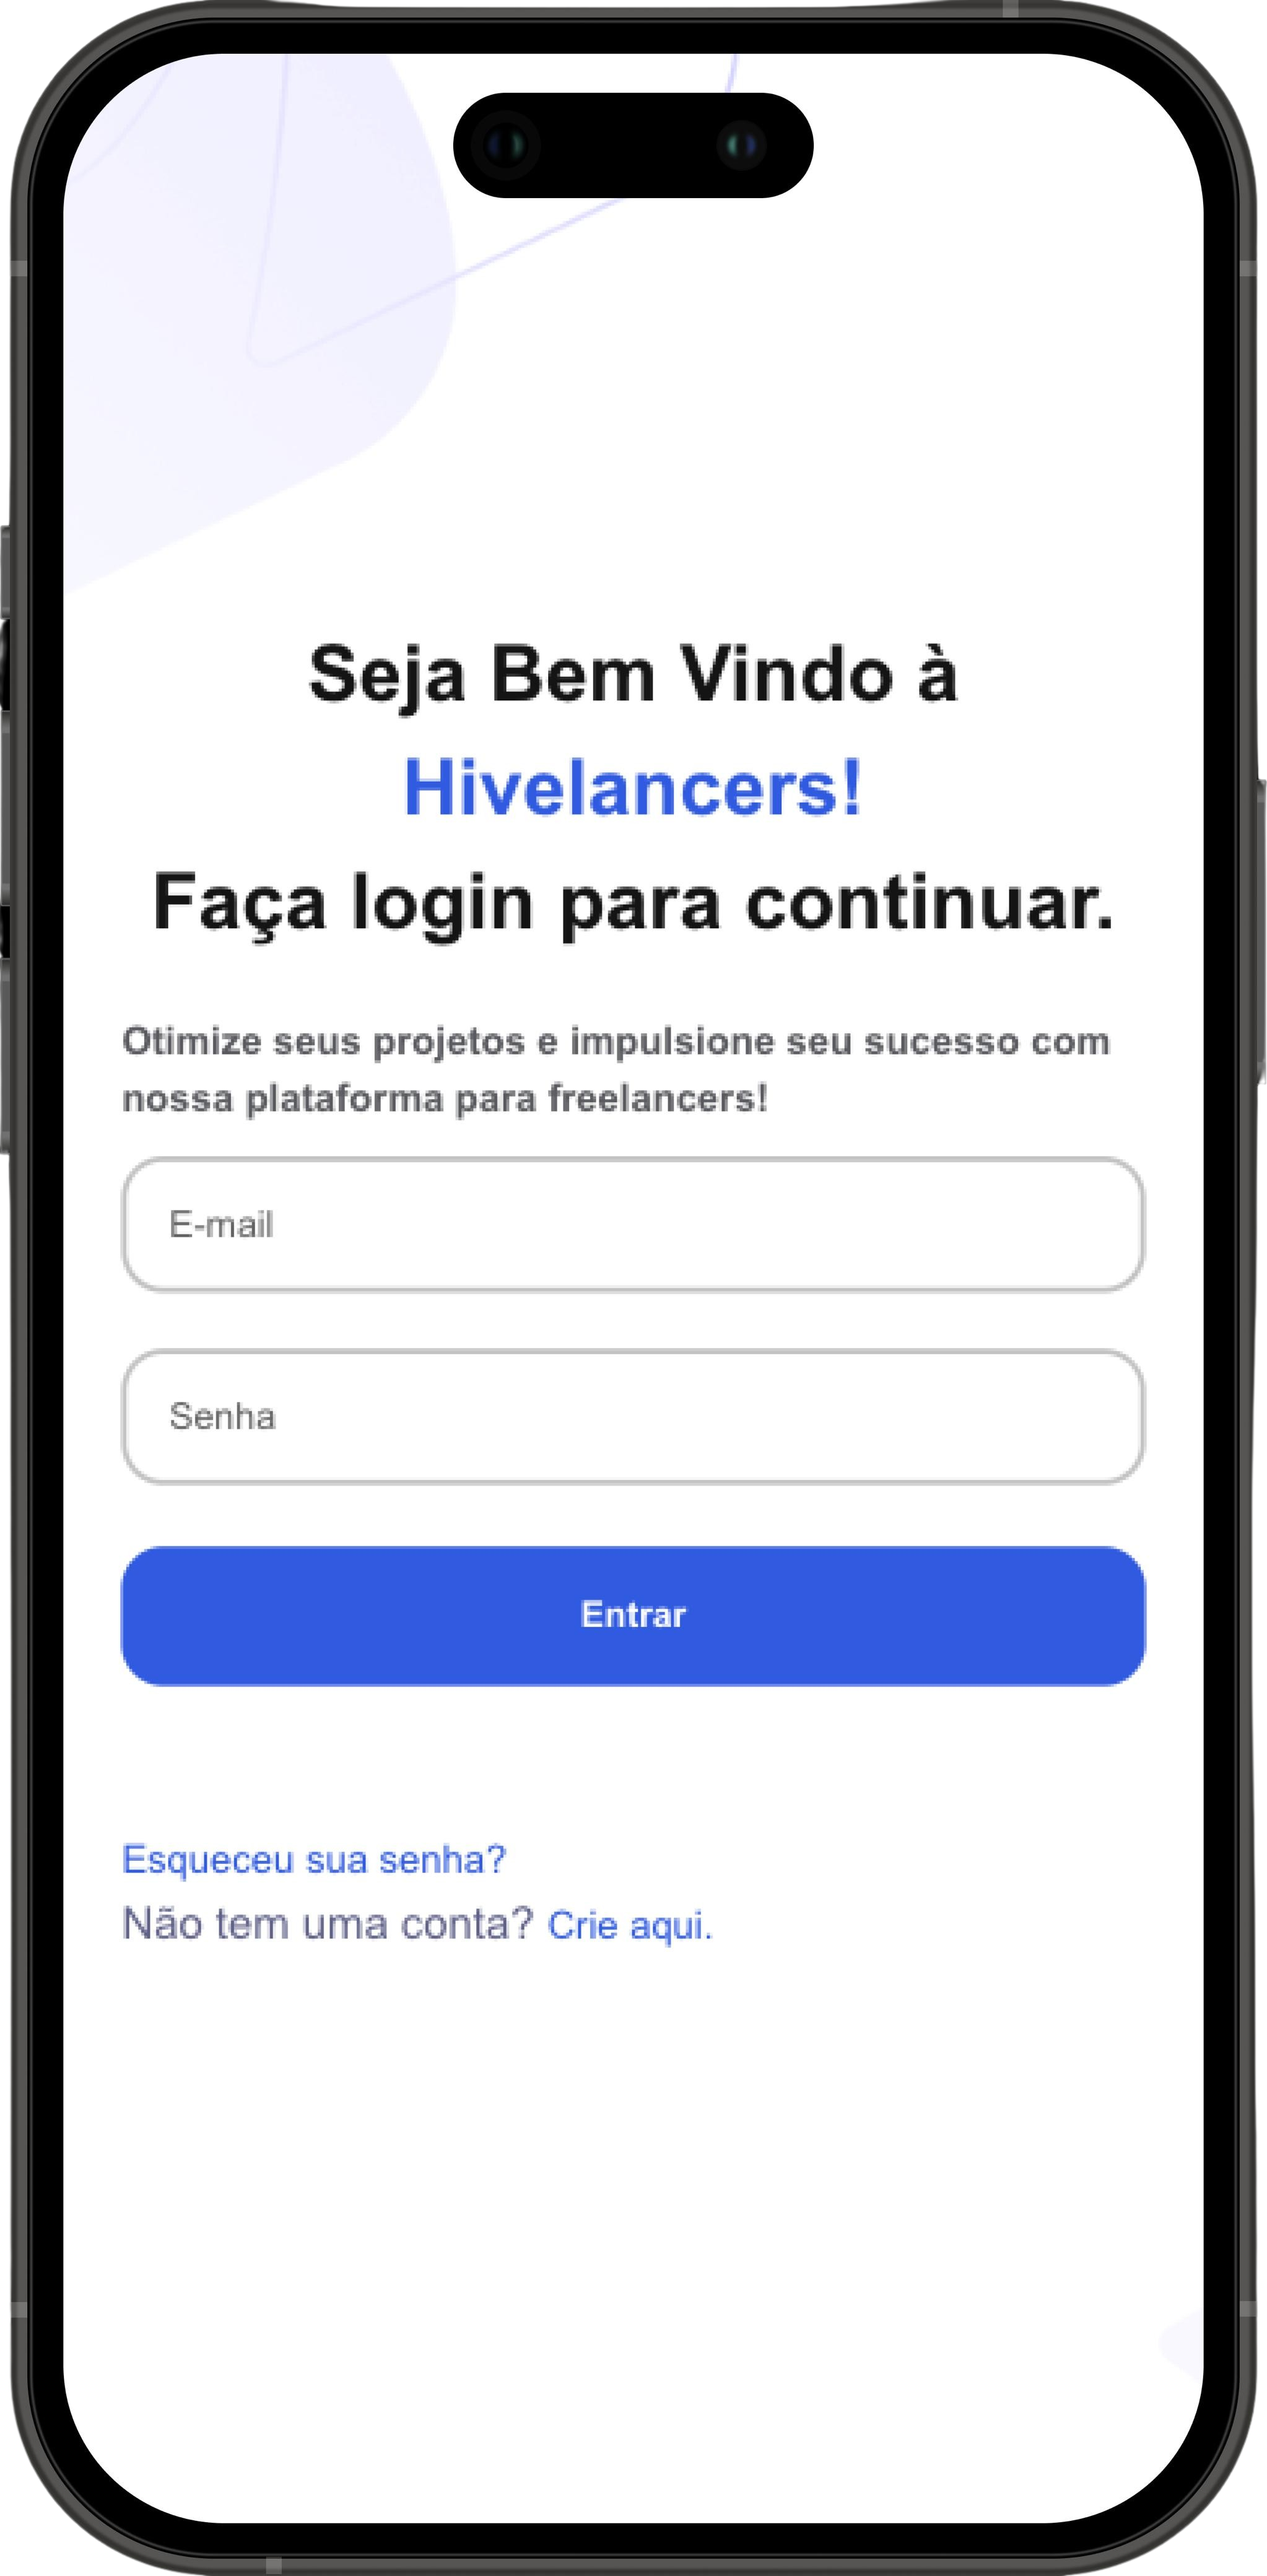 Seja Bem Vindo à
Hivelancers!
Faça login para continuar.
Otimize seus projetos e impulsione seu sucesso com
nossa plataforma para freelancers!
E-mail
Senha
Entrar
Esqueceu sua senha?
Não tem uma conta? Crie aqui.